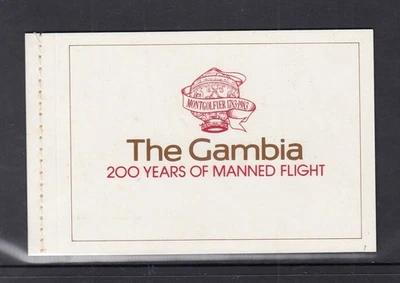 MONTGOLFIER 1783-1983
The Gambia
200 YEARS OF MANNED FLIGHT